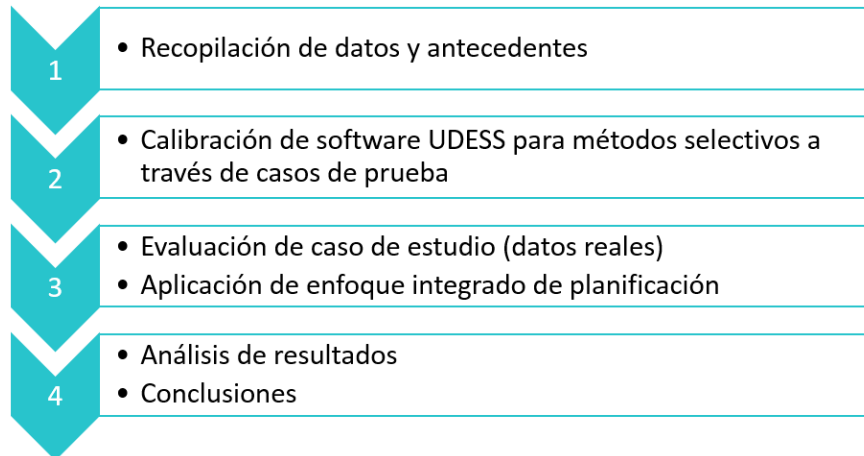 1
• Recopilación de datos y antecedentes
2
• Calibración de software UDESS para métodos selectivos a
través de casos de prueba
3
• Evaluación de caso de estudio (datos reales)
• Aplicación de enfoque integrado de planificación
4
• Análisis de resultados
• Conclusiones